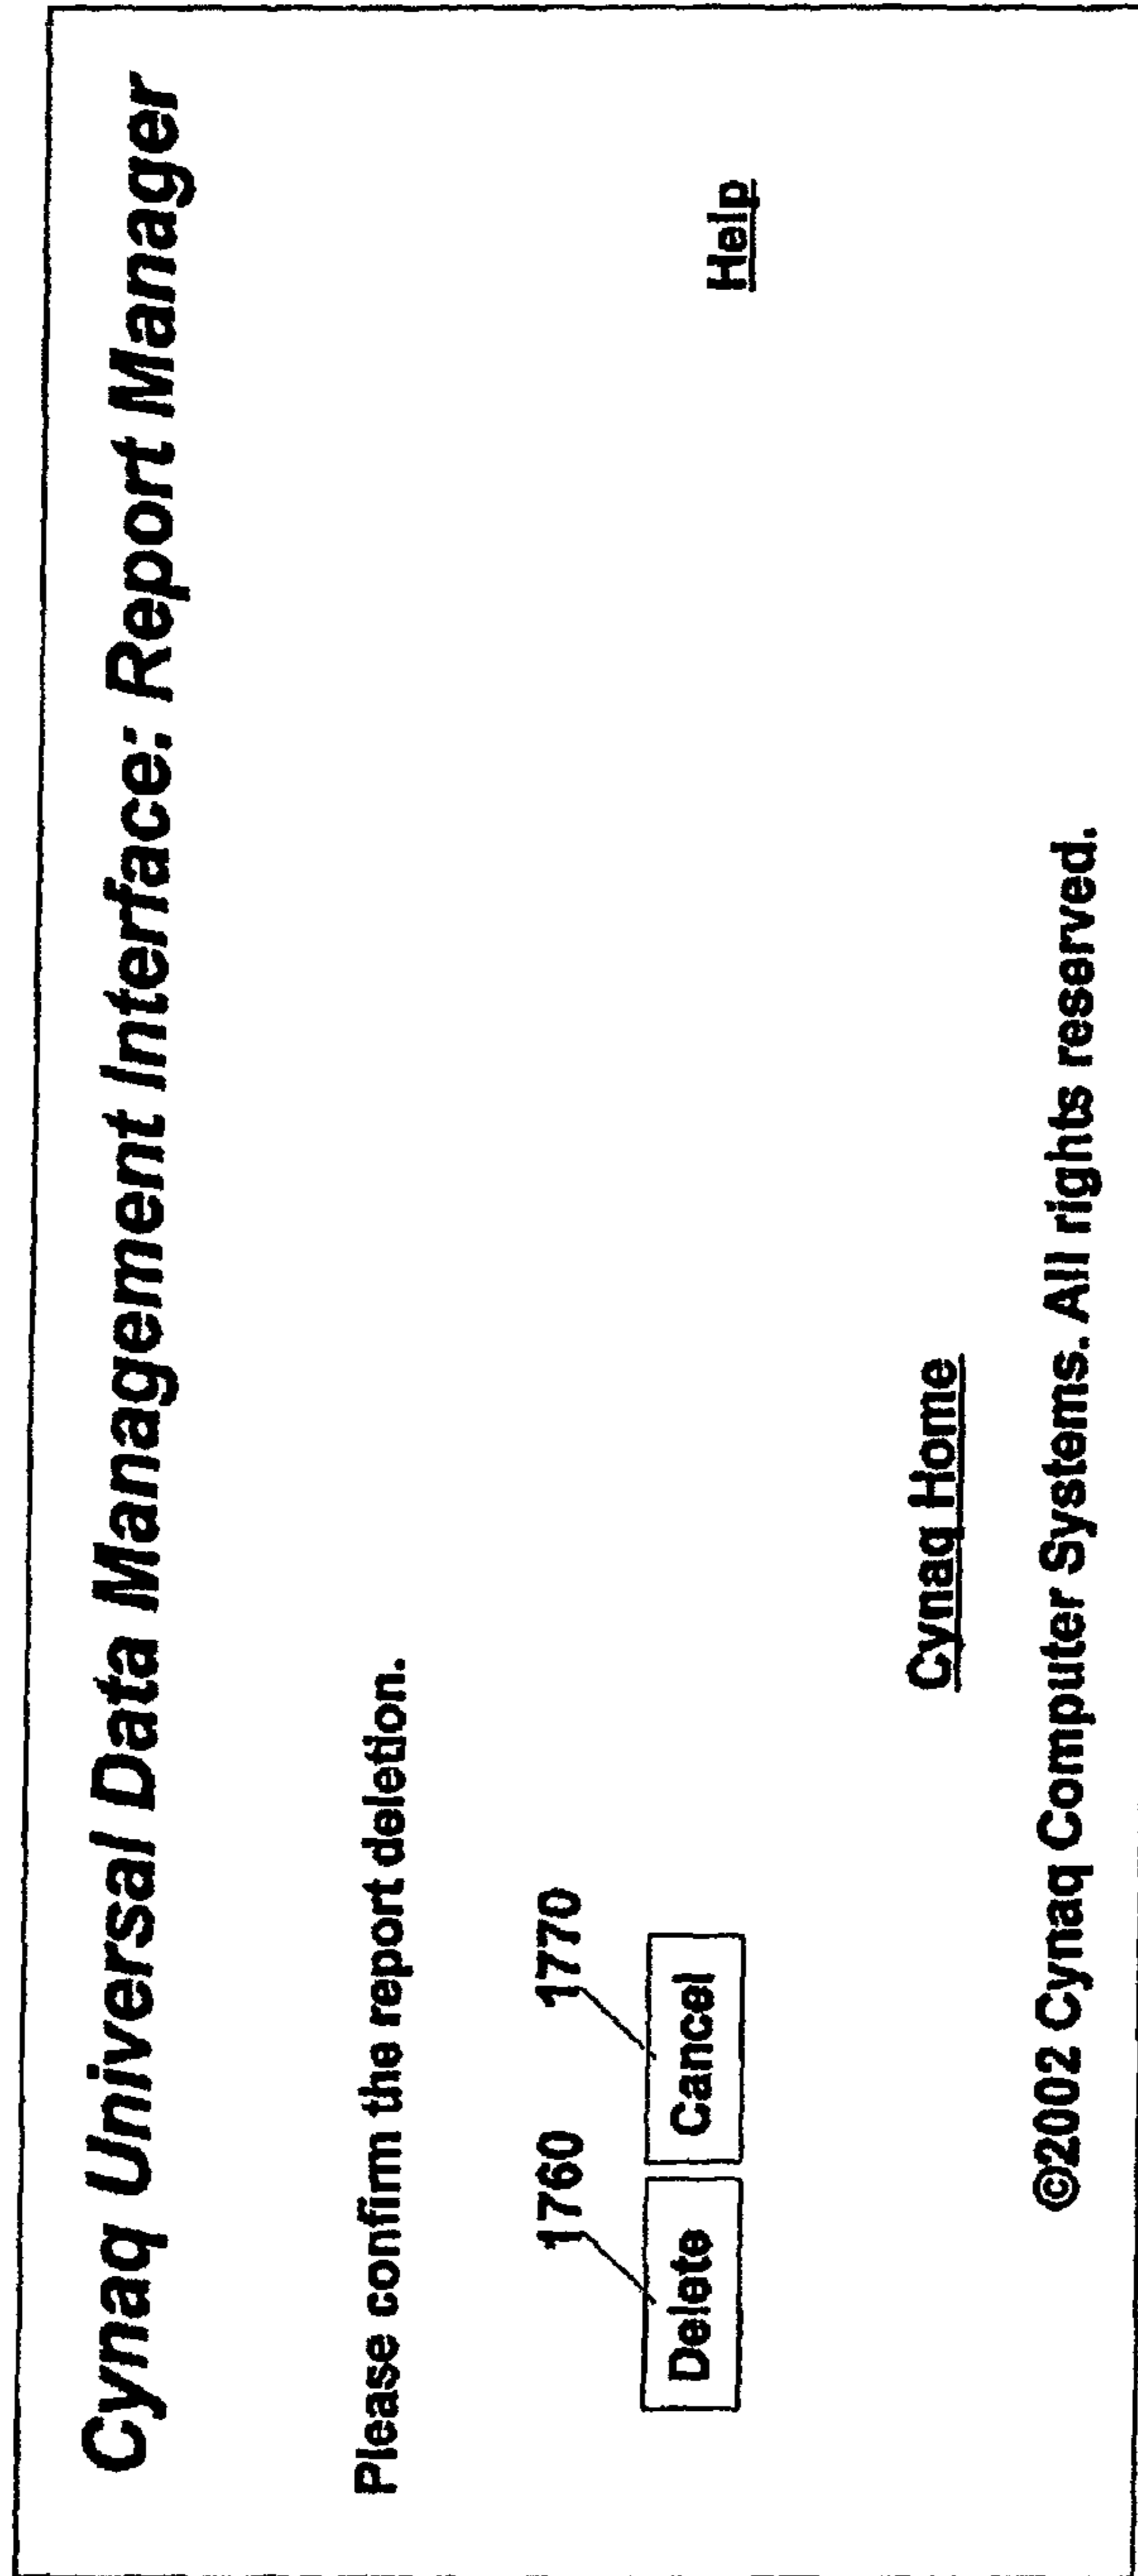 Cynaq Universal Data Management Interface: Report Manager
Please confirm the report deletion.
1760 1770
Delete Cancel
Help
Cynaq Home
©2002 Cynaq Computer Systems. All rights reserved.